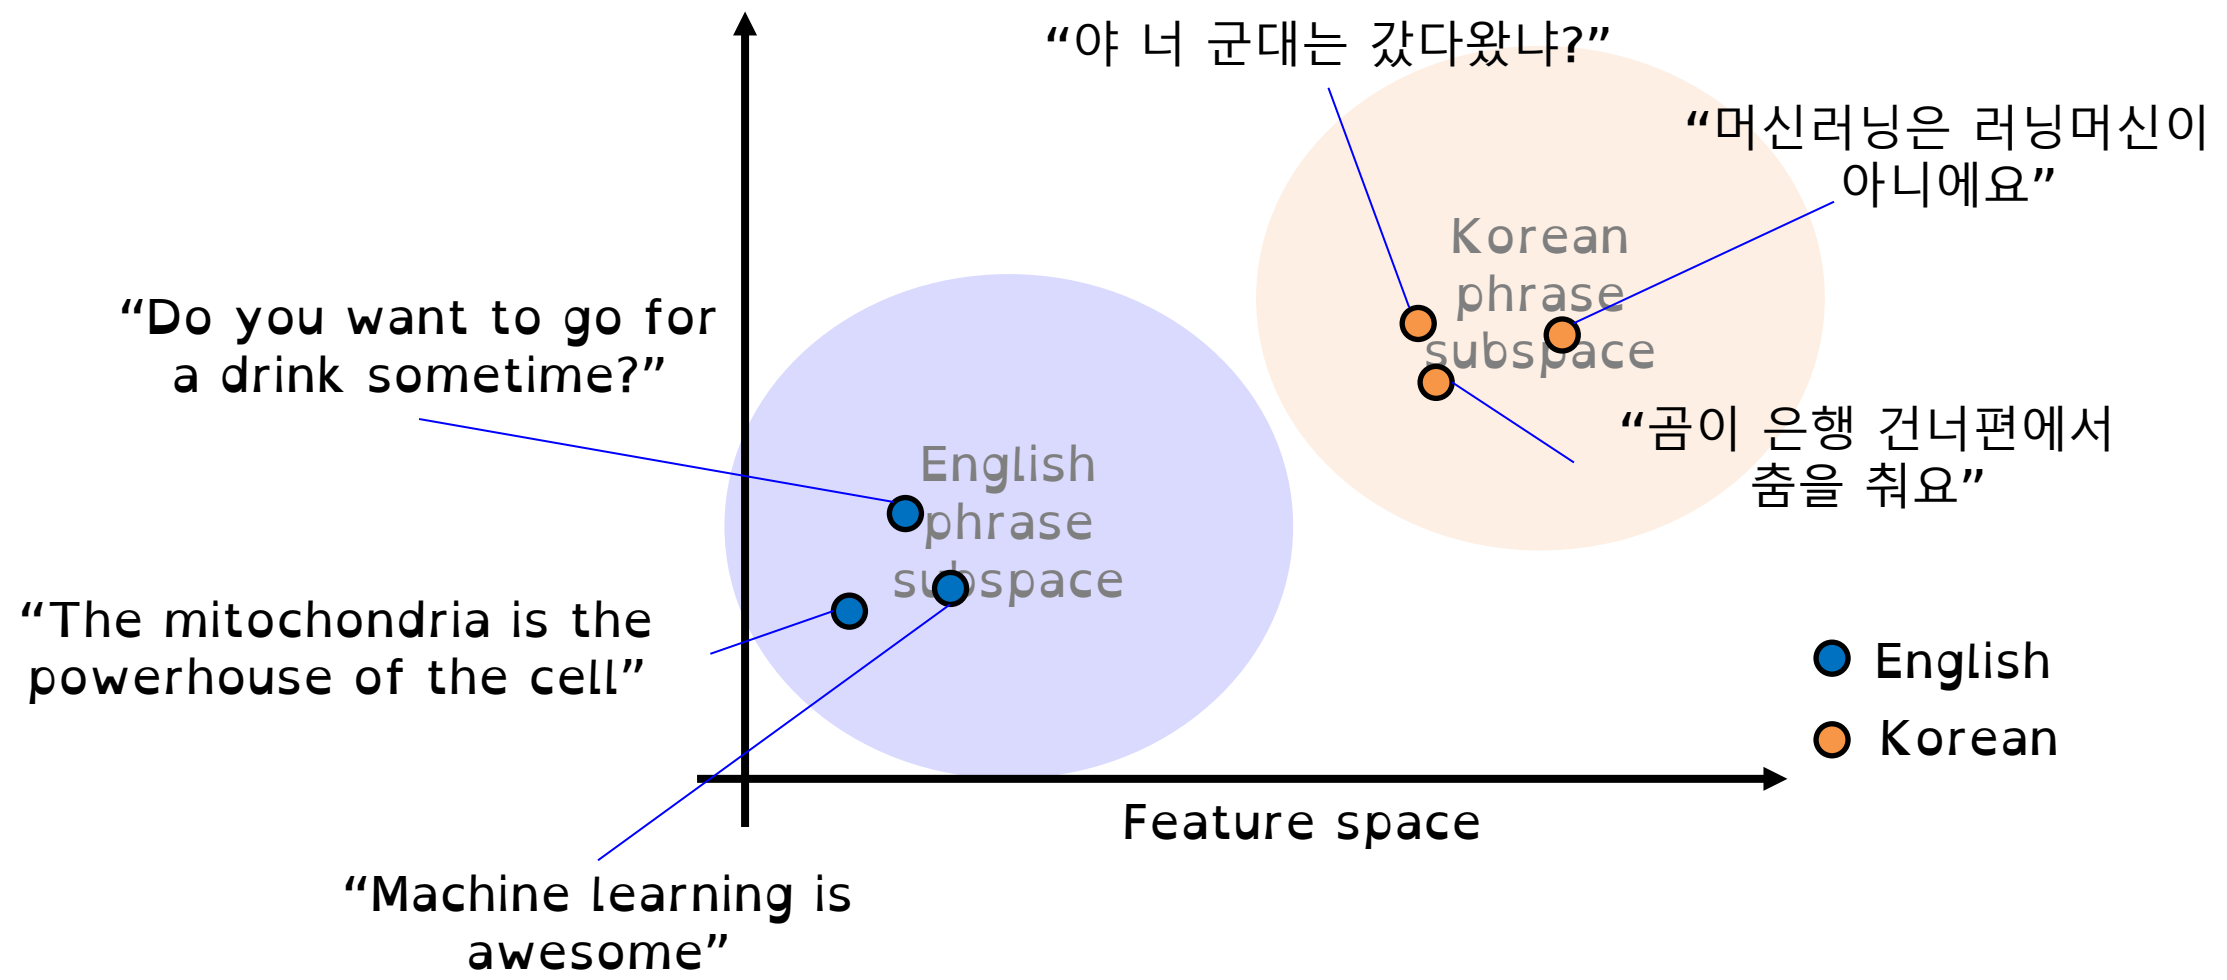 “야 너 군대는 갔다왔냐?”
“머신러닝은 러닝머신이
아니에요”
Korean
phrase
subspace
“Do you want to go for
a drink sometime?”
“곰이 은행 건너편에서
춤을 춰요”
English
phrase
subspace
“The mitochondria is the
powerhouse of the cell”
English
Korean
Feature space
“Machine learning is
awesome”